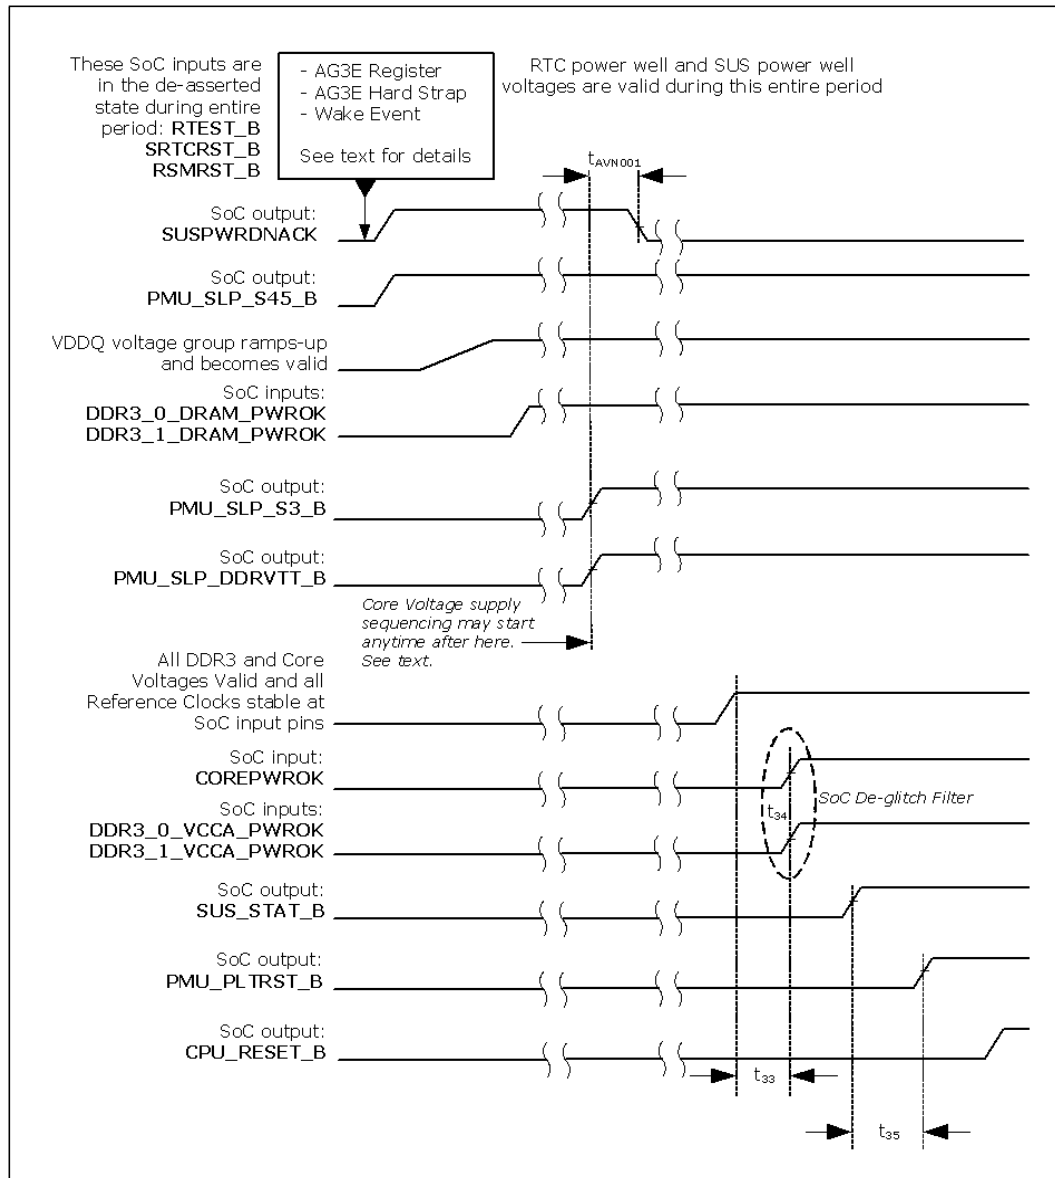 These SoC inputs are
in the de-asserted
state during entire
period: RTEST_B
SRTCRST_B
RSMRST_B
- AG3E Register
- AG3E Hard Strap
- Wake Event
See text for details
RTC power well and SUS power well
voltages are valid during this entire period
tAVN001
SoC output:
SUSPWRDNACK
SoC output:
PMU_SLP_S45_B
VDDQ voltage group ramps-up
and becomes valid
SoC inputs:
DDR3_0_DRAM_PWROK
DDR3_1_DRAM_PWROK
SoC output:
PMU_SLP_S3_B
SoC output:
PMU_SLP_DDRVTT_B
Core Voltage supply
sequencing may start
anytime after here.
See text.
All DDR3 and Core
Voltages Valid and all
Reference Clocks stable at
SoC input pins
SoC input:
COREPWROK
SoC inputs:
DDR3_0_VCCA_PWROK
DDR3_1_VCCA_PWROK
t34
SoC De-glitch Filter
SoC output:
SUS_STAT_B
SoC output:
PMU_PLTRST_B
SoC output:
CPU_RESET_B
t33
t35